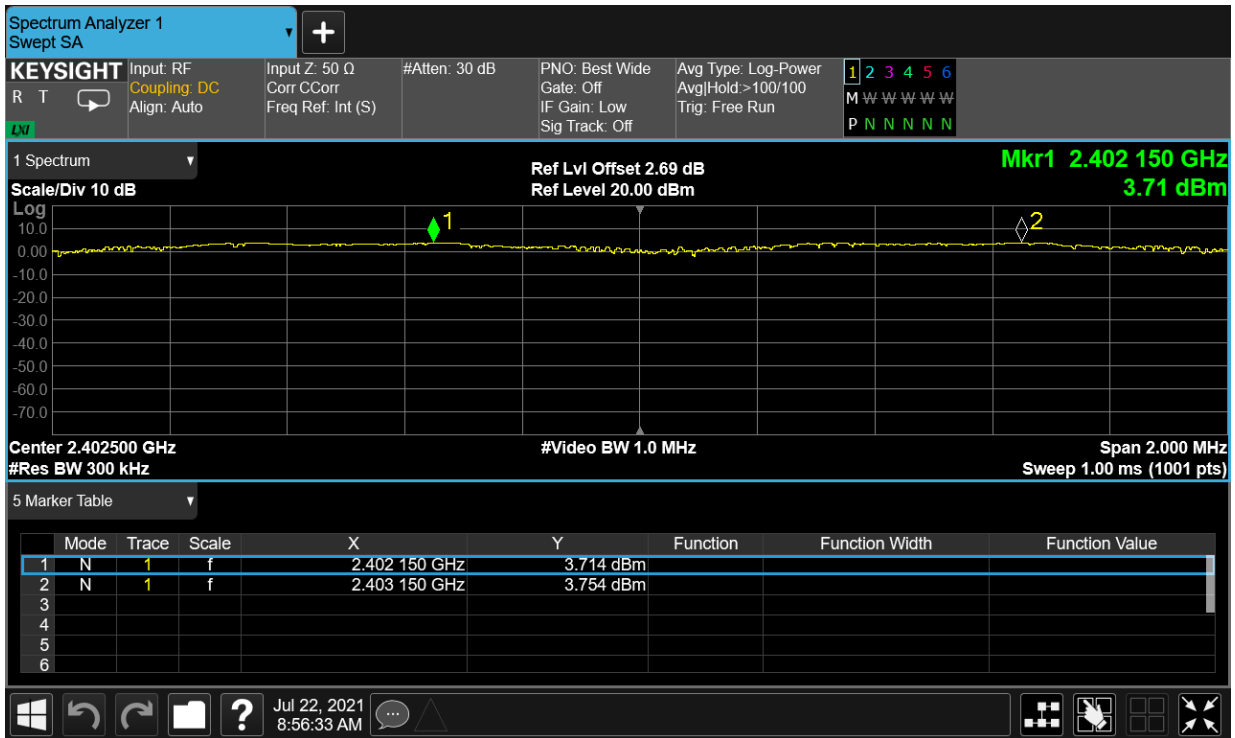 Spectrum Analyzer 1
Swept SA
+
KEYSIGHT
R T
LXI
Input: RF
Coupling: DC
Align: Auto
Input Z: 50 Ω
Corr CCorr
Freq Ref: Int (S)
#Atten: 30 dB
PNO: Best Wide
Gate: Off
IF Gain: Low
Sig Track: Off
Avg Type: Log-Power
Avg|Hold:>100/100
Trig: Free Run
1 2 3 4 5 6
M W W W W W
P N N N N N
1 Spectrum
Scale/Div 10 dB
Ref Lvl Offset 2.69 dB
Ref Level 20.00 dBm
Mkr1 2.402 150 GHz
3.71 dBm
Log
10.0
0.00
-10.0
-20.0
-30.0
-40.0
-50.0
-60.0
-70.0
1
2
Center 2.402500 GHz
#Res BW 300 kHz
#Video BW 1.0 MHz
Span 2.000 MHz
Sweep 1.00 ms (1001 pts)
5 Marker Table
Mode Trace Scale X Y Function Function Width Function Value
1 N 1 f 2.402 150 GHz 3.714 dBm
2 N 1 f 2.403 150 GHz 3.754 dBm
3
4
5
6
?
Jul 22, 2021
8:56:33 AM